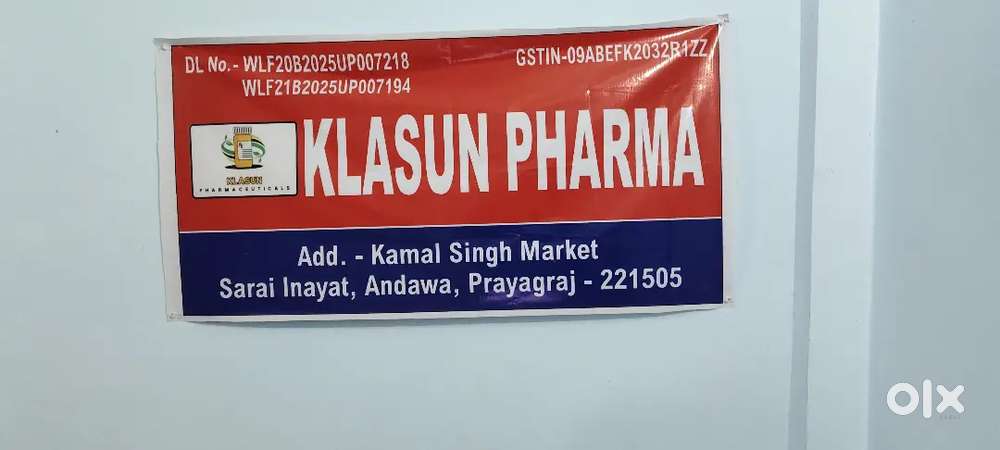 DL No.- WLF20B2025UP007218
WLF21B2025UP007194
GSTIN-09ABEFK2032R1ZZ
KLASUN
PHARMACEUTICALS
KLASUN PHARMA
Add. - Kamal Singh Market
Sarai Inayat, Andawa, Prayagraj - 221505
olx